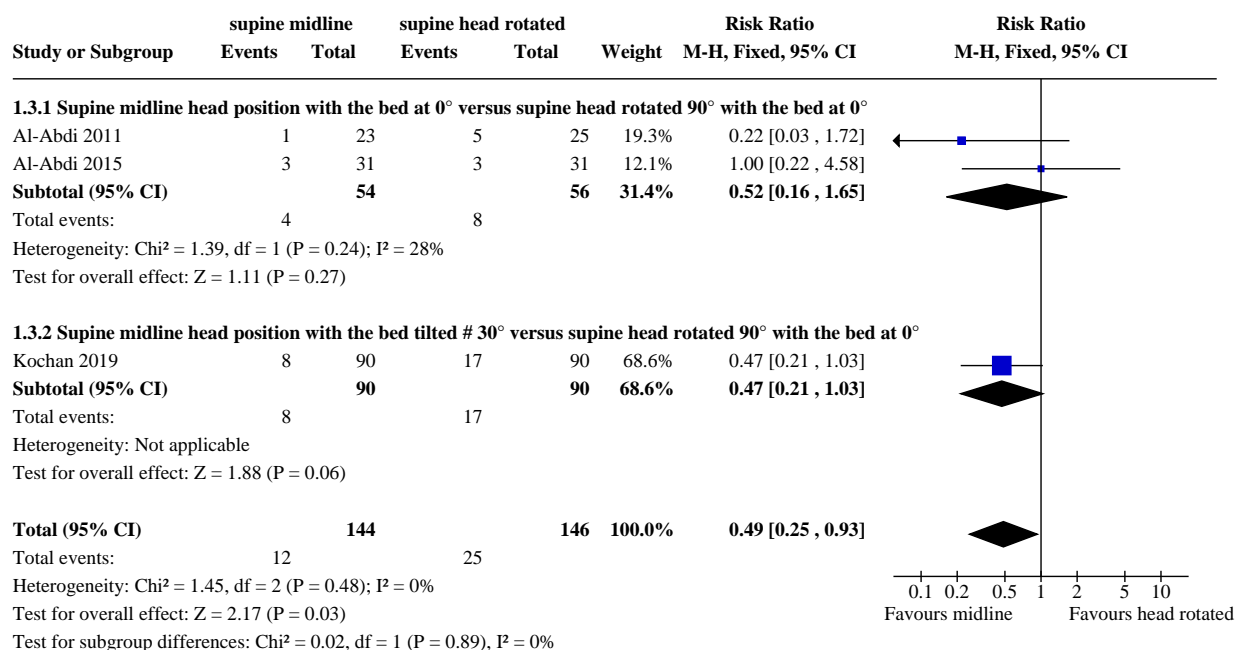 supine midline supine head rotated Risk Ratio Risk Ratio
Study or Subgroup Events Total Events Total Weight M-H, Fixed, 95% CI M-H, Fixed, 95% CI
1.3.1 Supine midline head position with the bed at 0° versus supine head rotated 90° with the bed at 0°
Al-Abdi 2011 1 23 5 25 19.3% 0.22 [0.03 , 1.72]
Al-Abdi 2015 3 31 3 31 12.1% 1.00 [0.22 , 4.58]
Subtotal (95% CI) 54 56 31.4% 0.52 [0.16 , 1.65]
Total events: 4 8
Heterogeneity: Chi² = 1.39, df = 1 (P = 0.24); I² = 28%
Test for overall effect: Z = 1.11 (P = 0.27)
1.3.2 Supine midline head position with the bed tilted # 30° versus supine head rotated 90° with the bed at 0°
Kochan 2019 8 90 17 90 68.6% 0.47 [0.21 , 1.03]
Subtotal (95% CI) 90 90 68.6% 0.47 [0.21 , 1.03]
Total events: 8 17
Heterogeneity: Not applicable
Test for overall effect: Z = 1.88 (P = 0.06)
Total (95% CI) 144 146 100.0% 0.49 [0.25 , 0.93]
Total events: 12 25
Heterogeneity: Chi² = 1.45, df = 2 (P = 0.48); I² = 0%
0.1 0.2 0.5 1 2 5 10
Test for overall effect: Z = 2.17 (P = 0.03)
Favours midline Favours head rotated
Test for subgroup differences: Chi² = 0.02, df = 1 (P = 0.89), I² = 0%